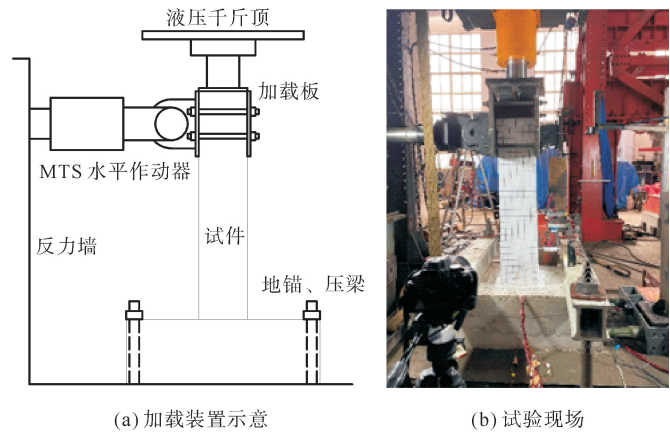 液压千斤顶
加载板
MTS 水平作动器
反力墙
试件
地锚、压梁
(a) 加载装置示意
(b) 试验现场